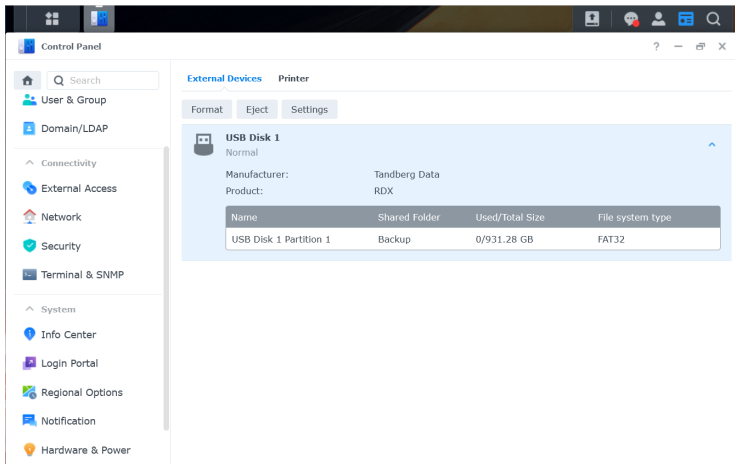 Control Panel
?
Search
User & Group
Domain/LDAP
Connectivity
External Access
Network
Security
Terminal & SNMP
System
Info Center
Login Portal
Regional Options
Notification
Hardware & Power
External Devices Printer
Format Eject Settings
USB Disk 1
Normal
Manufacturer: Tandberg Data
Product: RDX
Name Shared Folder Used/Total Size File system type
USB Disk 1 Partition 1 Backup 0/931.28 GB FAT32